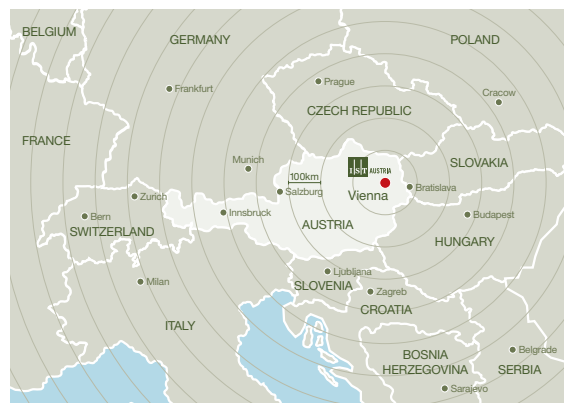 BELGIUM
GERMANY
POLAND
Frankfurt
Prague
Cracow
CZECH REPUBLIC
FRANCE
Munich
IST AUSTRIA
SLOVAKIA
100km
Salzburg
Vienna
Bratislava
Zurich
Innsbruck
Bern
SWITZERLAND
AUSTRIA
Budapest
HUNGARY
Milan
Ljubljana
SLOVENIA
Zagreb
CROATIA
ITALY
BOSNIA
HERZEGOVINA
Belgrade
SERBIA
Sarajevo